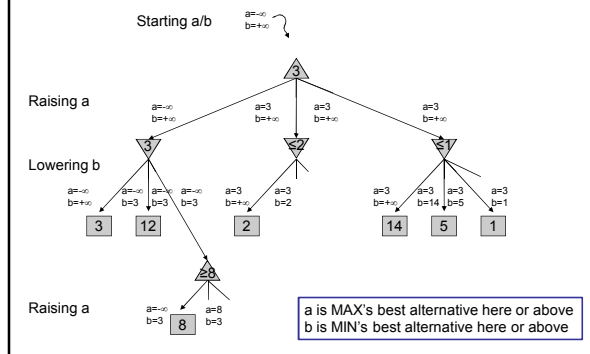 Starting a/b
a=-∞
b=+∞
3
Raising a
a=-∞
b=+∞
a=3
b=+∞
a=3
b=+∞
a=3
b=+∞
3
≤2
≤1
Lowering b
a=-∞
b=+∞
a=-∞
b=3
a=-∞
b=3
a=-∞
b=3
a=3
b=+∞
a=3
b=2
a=3
b=+∞
a=3
b=14
a=3
b=5
a=3
b=1
3
12
2
14
5
1
≥8
Raising a
a=-∞
b=3
8
a=8
b=3
a is MAX's best alternative here or above
b is MIN's best alternative here or above